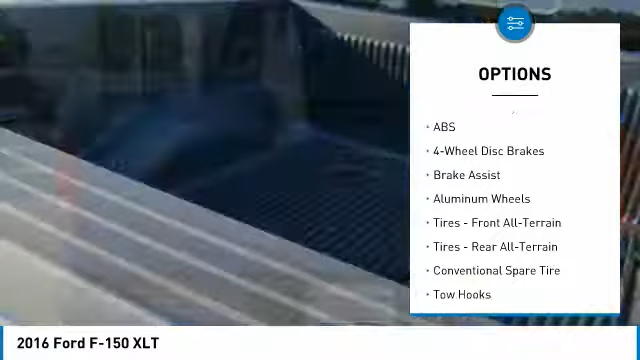 OPTIONS
• ABS
• 4-Wheel Disc Brakes
• Brake Assist
• Aluminum Wheels
• Tires - Front All-Terrain
• Tires - Rear All-Terrain
• Conventional Spare Tire
• Tow Hooks
2016 Ford F-150 XLT